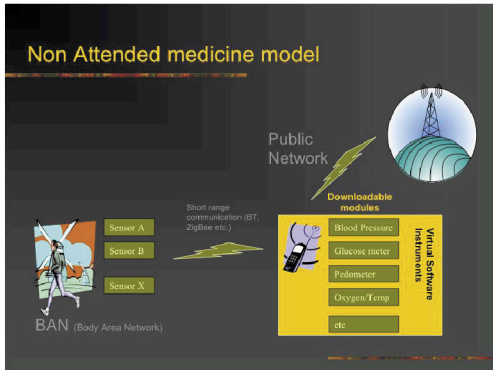 Non Attended medicine model
Public
Network
Short range
communication (BT,
ZigBee etc.)
Downloadable
modules
Sensor A
Sensor B
Sensor X
BAN (Body Area Network)
Blood Pressure
Glucose meter
Pedometer
Oxygen/Temp
etc
Virtual Software
Instruments